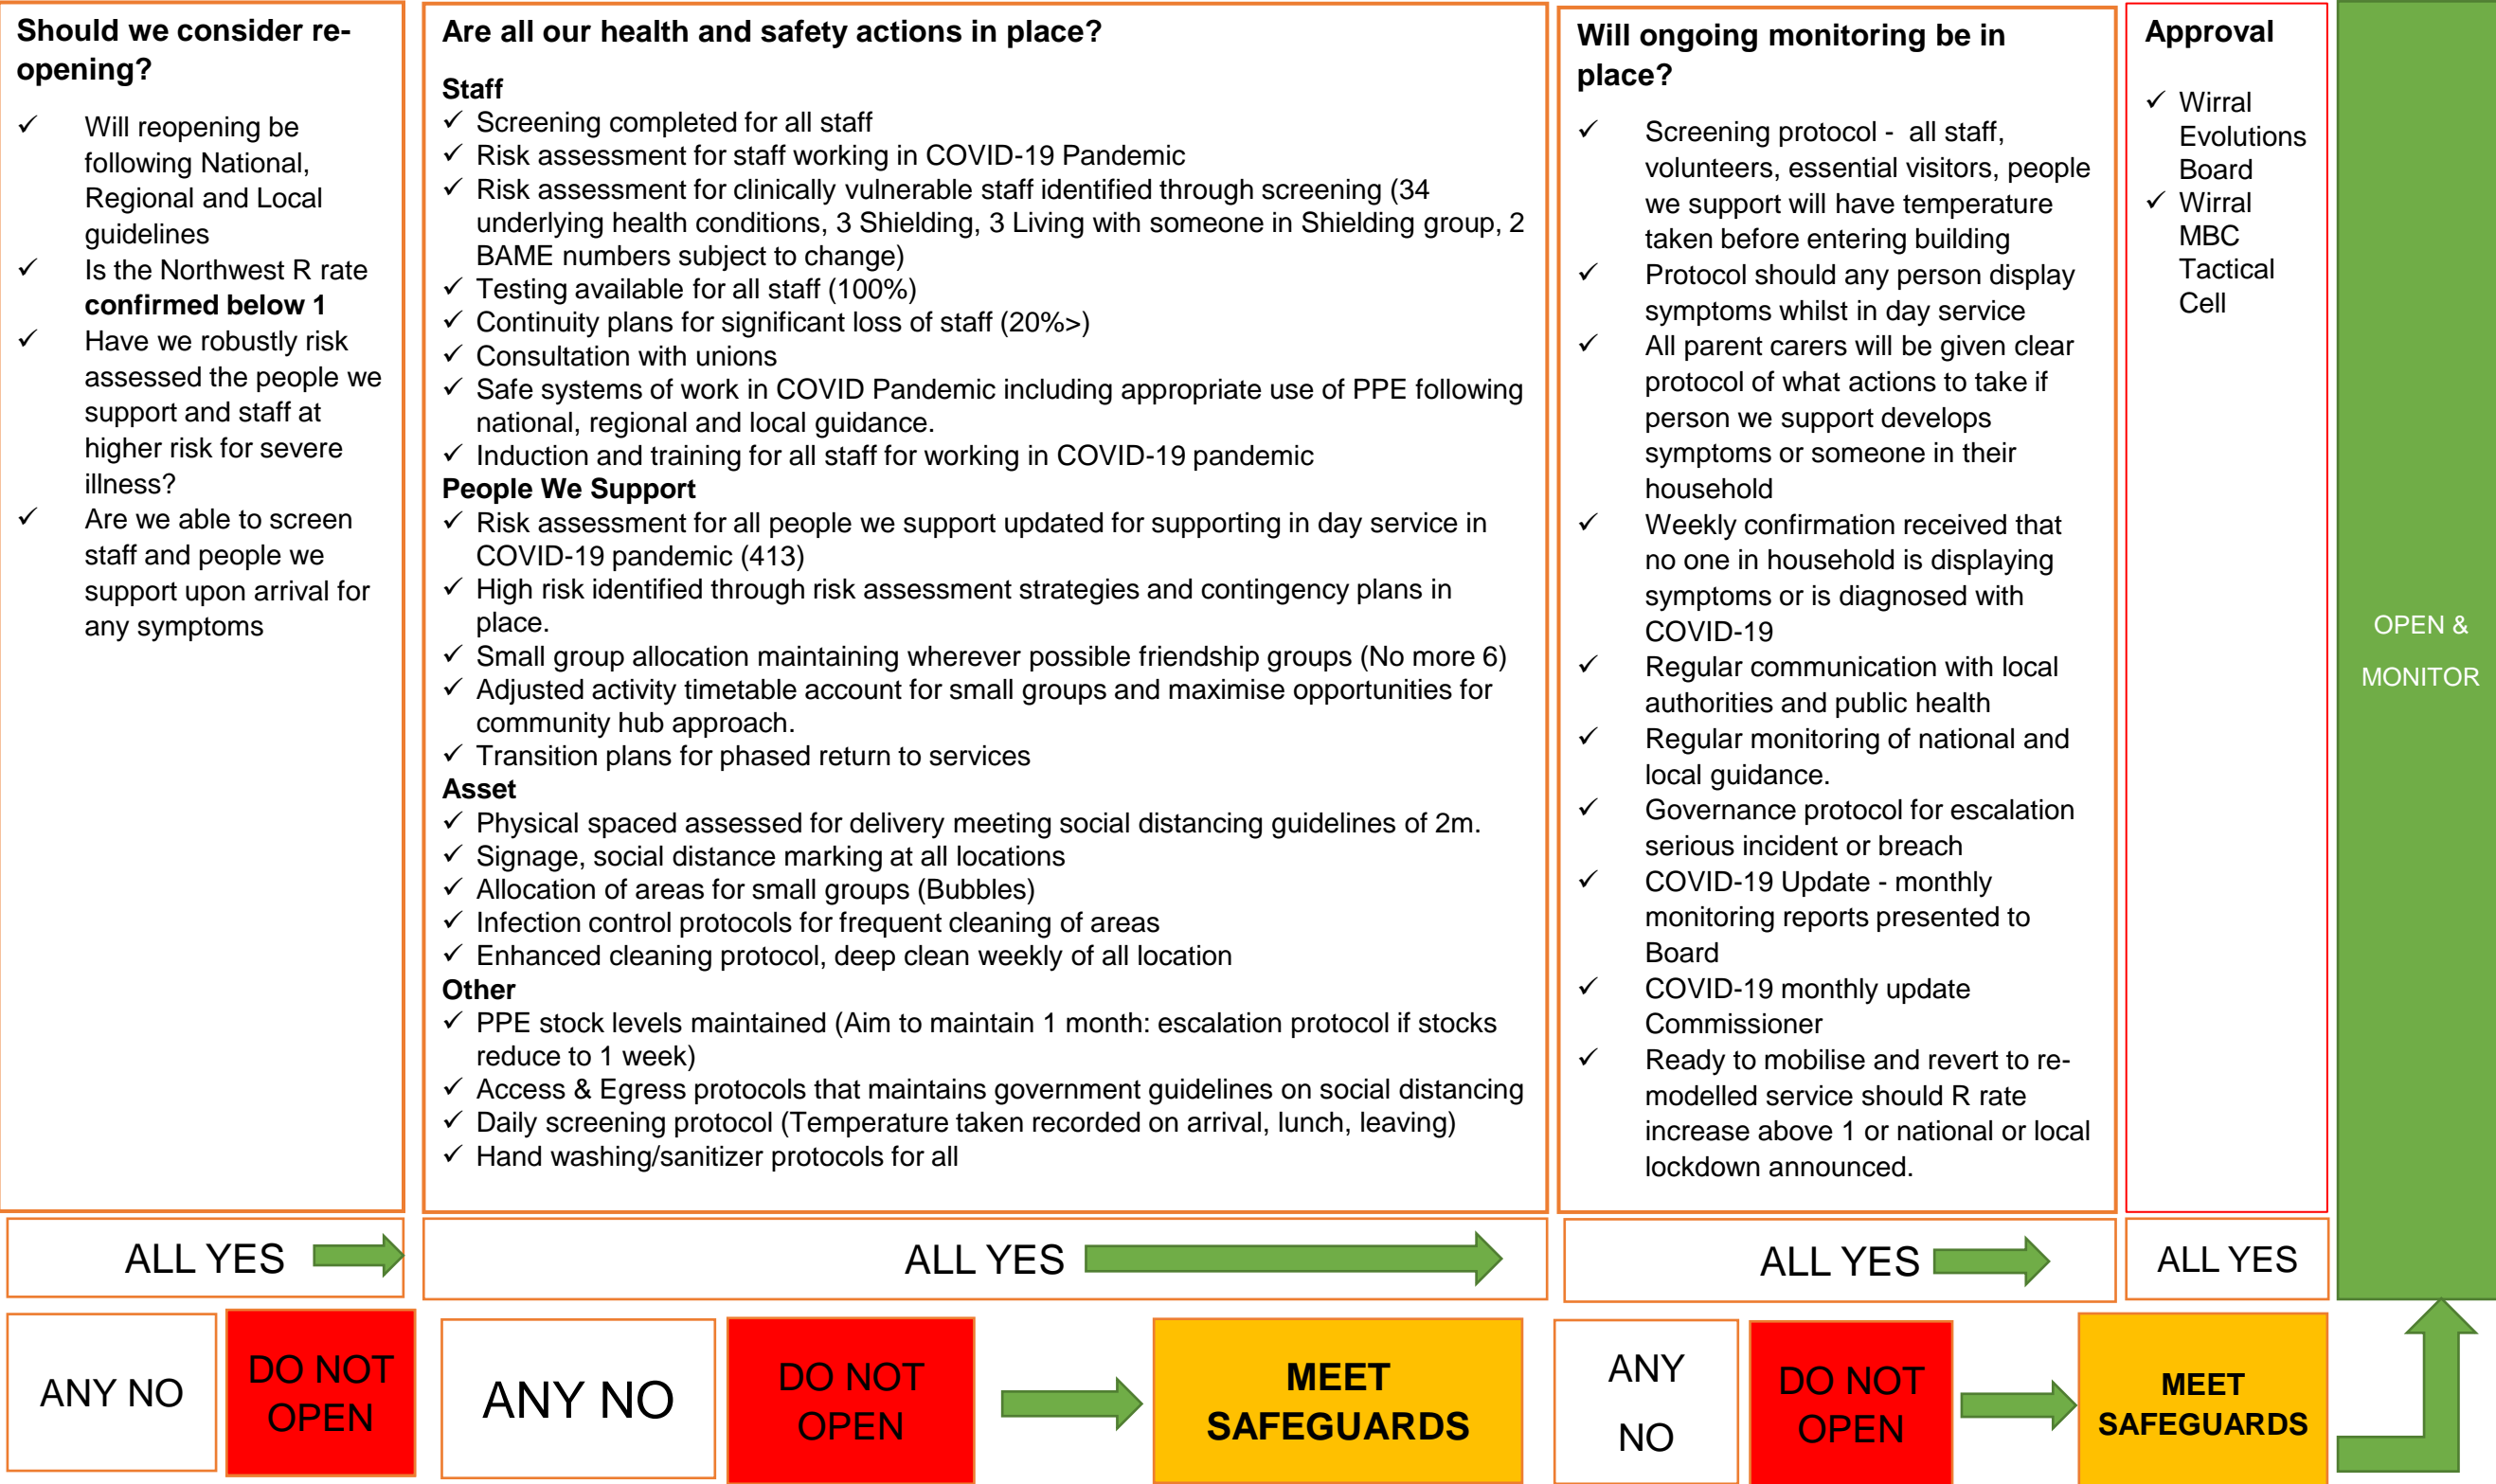 Should we consider re-
opening?
✓ Will reopening be
following National,
Regional and Local
guidelines
✓ Is the Northwest R rate
confirmed below 1
✓ Have we robustly risk
assessed the people we
support and staff at
higher risk for severe
illness?
✓ Are we able to screen
staff and people we
support upon arrival for
any symptoms
Are all our health and safety actions in place?
Staff
✓ Screening completed for all staff
✓ Risk assessment for staff working in COVID-19 Pandemic
✓ Risk assessment for clinically vulnerable staff identified through screening (34
underlying health conditions, 3 Shielding, 3 Living with someone in Shielding group, 2
BAME numbers subject to change)
✓ Testing available for all staff (100%)
✓ Continuity plans for significant loss of staff (20%>)
✓ Consultation with unions
✓ Safe systems of work in COVID Pandemic including appropriate use of PPE following
national, regional and local guidance.
✓ Induction and training for all staff for working in COVID-19 pandemic
People We Support
✓ Risk assessment for all people we support updated for supporting in day service in
COVID-19 pandemic (413)
✓ High risk identified through risk assessment strategies and contingency plans in
place.
✓ Small group allocation maintaining wherever possible friendship groups (No more 6)
✓ Adjusted activity timetable account for small groups and maximise opportunities for
community hub approach.
✓ Transition plans for phased return to services
Asset
✓ Physical spaced assessed for delivery meeting social distancing guidelines of 2m.
✓ Signage, social distance marking at all locations
✓ Allocation of areas for small groups (Bubbles)
✓ Infection control protocols for frequent cleaning of areas
✓ Enhanced cleaning protocol, deep clean weekly of all location
Other
✓ PPE stock levels maintained (Aim to maintain 1 month: escalation protocol if stocks
reduce to 1 week)
✓ Access & Egress protocols that maintains government guidelines on social distancing
✓ Daily screening protocol (Temperature taken recorded on arrival, lunch, leaving)
✓ Hand washing/sanitizer protocols for all
Will ongoing monitoring be in
place?
✓ Screening protocol - all staff,
volunteers, essential visitors, people
we support will have temperature
taken before entering building
✓ Protocol should any person display
symptoms whilst in day service
✓ All parent carers will be given clear
protocol of what actions to take if
person we support develops
symptoms or someone in their
household
✓ Weekly confirmation received that
no one in household is displaying
symptoms or is diagnosed with
COVID-19
✓ Regular communication with local
authorities and public health
✓ Regular monitoring of national and
local guidance.
✓ Governance protocol for escalation
serious incident or breach
✓ COVID-19 Update - monthly
monitoring reports presented to
Board
✓ COVID-19 monthly update
Commissioner
✓ Ready to mobilise and revert to re-
modelled service should R rate
increase above 1 or national or local
lockdown announced.
Approval
✓ Wirral
Evolutions
Board
✓ Wirral
MBC
Tactical
Cell
OPEN &
MONITOR
ALL YES
ALL YES
ALL YES
ALL YES
ANY NO
DO NOT
OPEN
ANY NO
DO NOT
OPEN
MEET
SAFEGUARDS
ANY
NO
DO NOT
OPEN
MEET
SAFEGUARDS